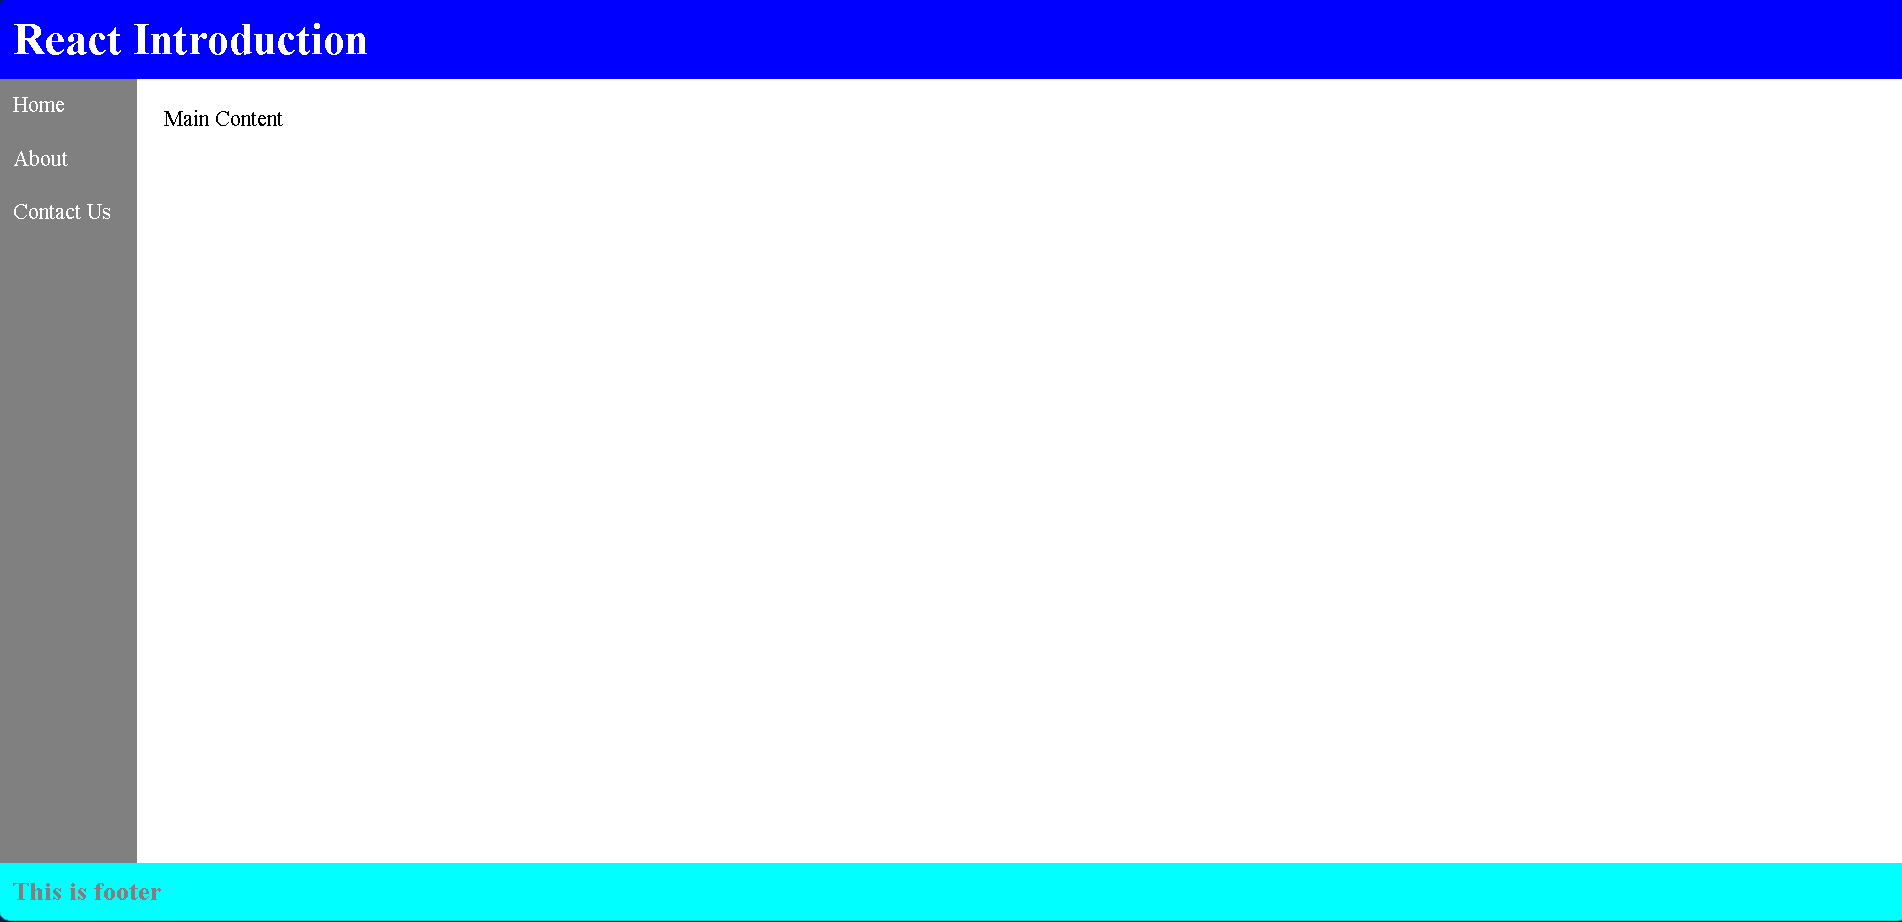 React Introduction
Home
Main Content
About
Contact Us
This is footer